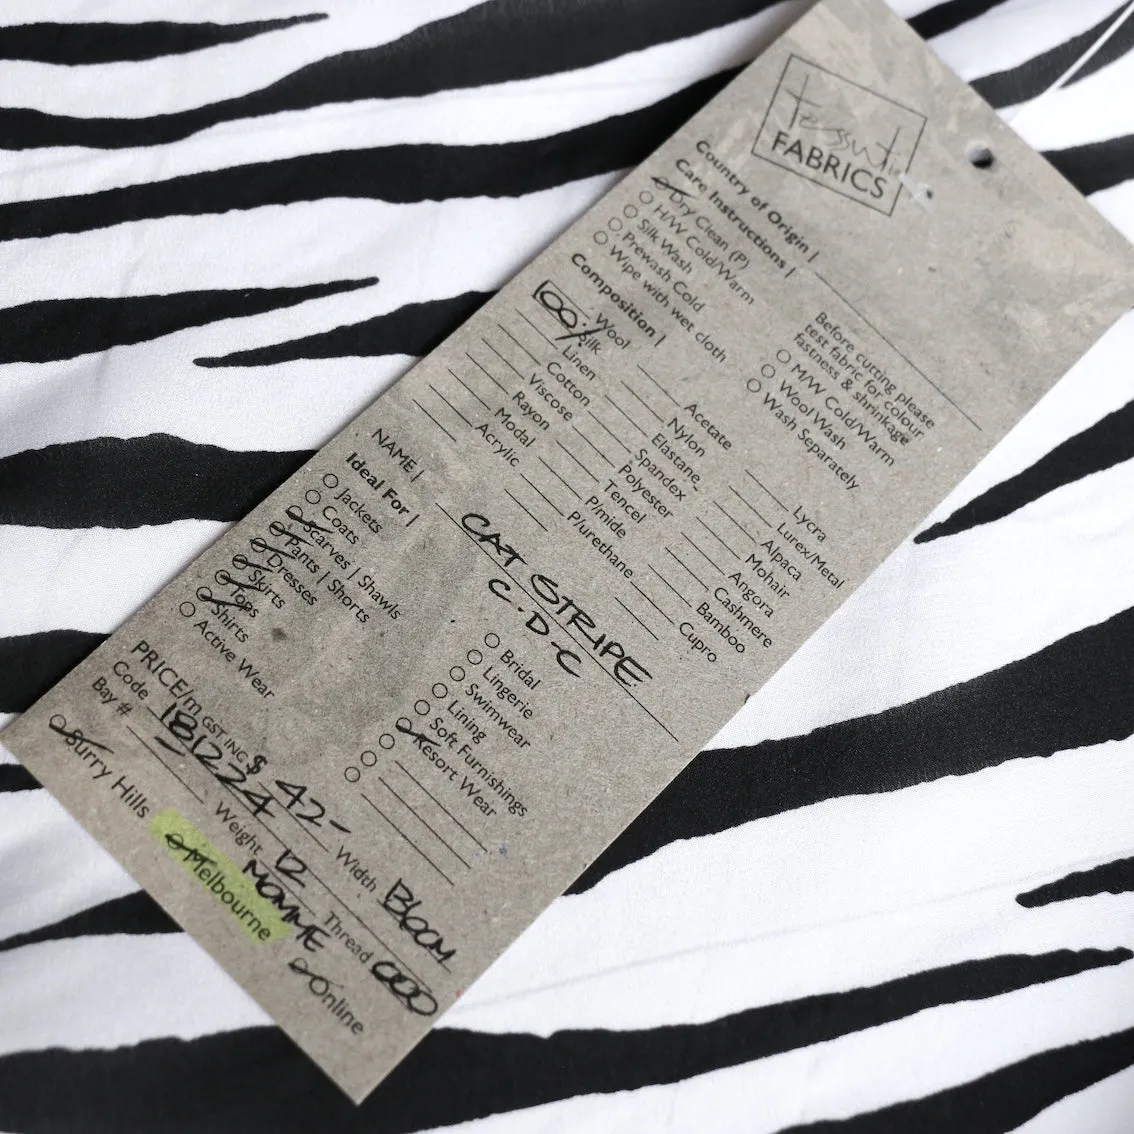 tessuti
FABRICS
Country of Origin |
Care Instructions |
Dry Clean (P)
H/W Cold/Warm
Silk Wash
Prewash Cold
Wipe with wet cloth
Before cutting please
test fabric for colour
fastness & shrinkage
M/W Cold/Warm
Wool Wash
Wash Separately
Composition |
Wool
100% Silk
Linen
Cotton
Viscose
Rayon
Modal
Acrylic
Acetate
Nylon
Elastane
Spandex
Polyester
Tencel
P/mide
P/urethane
Lycra
Lurex/Metal
Alpaca
Mohair
Angora
Cashmere
Bamboo
Cupro
NAME | CAT STRIPE
C-D-C
Ideal For |
Jackets
Coats
Scarves | Shawls
Pants | Shorts
Dresses
Skirts
Tops
Shirts
Active Wear
Bridal
Lingerie
Swimwear
Lining
Soft Furnishings
Resort Wear
PRICE/m GST INC $ 42-
Code 181224 Width
Bay # Weight 12 MOMME Thread 000
Surry Hills Melbourne Online